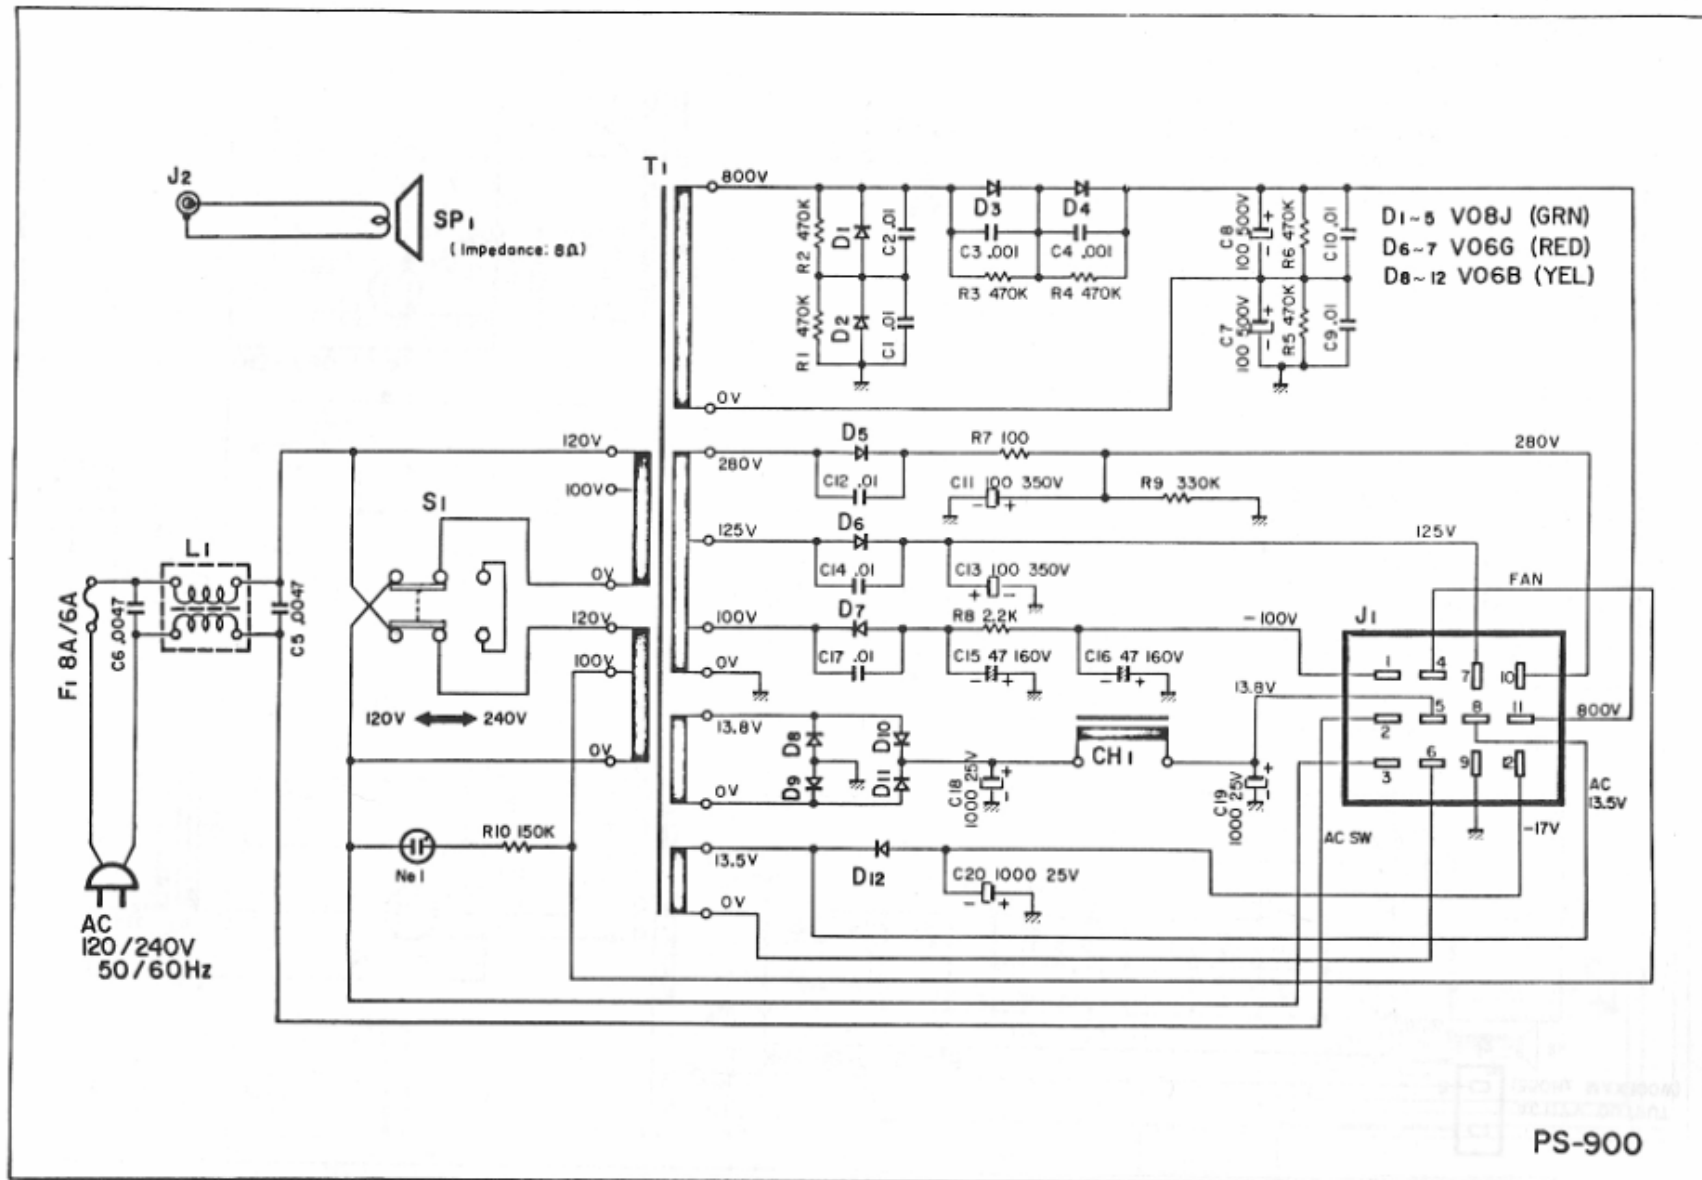 J2
SP1
(Impedance: 8Ω)
T1
800V
R2 470K
D1
C2 .01
R1 470K
D2
C1 .01
D3
D4
C3 .001
C4 .001
R3 470K
R4 470K
C8
100 500V
+
-
R6 470K
C10 .01
C7
100 500V
+
-
R5 470K
C9 .01
D1~5 VO8J (GRN)
D6~7 VO6G (RED)
D8~12 VO6B (YEL)
0V
120V
100V
0V
120V
100V
0V
S1
120V
240V
L1
F1 8A/6A
C6 .0047
C5 .0047
AC
120/240V
50/60Hz
Ne1
R10 150K
280V
D5
R7 100
280V
C12 .01
C11 100 350V
- +
R9 330K
125V
D6
125V
C14 .01
C13 100 350V
+ -
FAN
100V
D7
R8 2.2K
-100V
C17 .01
C15 47 160V
- +
C16 47 160V
- +
0V
13.8V
D8
D9
D10
D11
0V
C18
1000 25V
+
-
CH1
C19
1000 25V
+
-
13.8V
J1
1
4
7
10
2
5
8
11
3
6
9
12
800V
AC
13.5V
-17V
AC SW
13.5V
D12
C20 1000 25V
- +
0V
PS-900